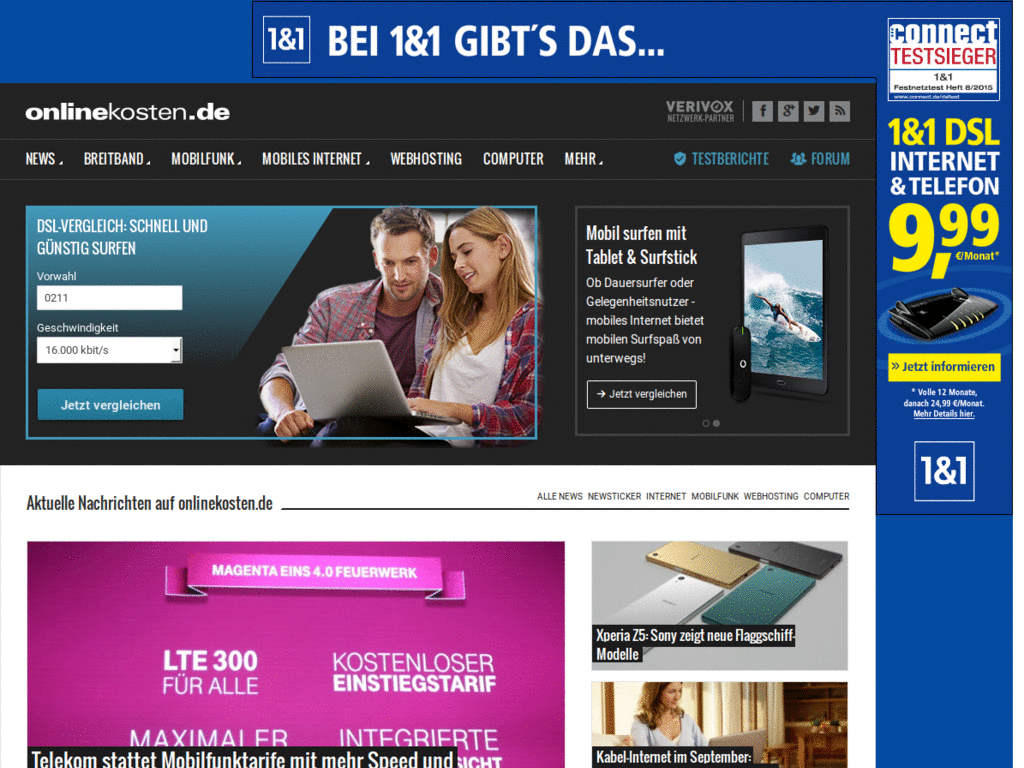 1&1
BEI 1&1 GIBT´S DAS...
connect
TESTSIEGER
1&1
Festnetztest Heft 8/2015
www.connect.de/dsltest
onlinekosten.de
VERIVOX
NETZWERK-PARTNER
NEWS
BREITBAND
MOBILFUNK
MOBILES INTERNET
WEBHOSTING
COMPUTER
MEHR
TESTBERICHTE
FORUM
1&1 DSL
INTERNET
& TELEFON
9,99
€/Monat*
» Jetzt informieren
* Volle 12 Monate,
danach 24,99 €/Monat.
Mehr Details hier.
1&1
DSL-VERGLEICH: SCHNELL UND
GÜNSTIG SURFEN
Vorwahl
0211
Geschwindigkeit
16.000 kbit/s
Jetzt vergleichen
Mobil surfen mit
Tablet & Surfstick
Ob Dauersurfer oder
Gelegenheitsnutzer -
mobiles Internet bietet
mobilen Surfspaß von
unterwegs!
→ Jetzt vergleichen
Aktuelle Nachrichten auf onlinekosten.de
ALLE NEWS NEWSTICKER INTERNET MOBILFUNK WEBHOSTING COMPUTER
MAGENTA EINS 4.0 FEUERWERK
LTE 300
FÜR ALLE
KOSTENLOSER
EINSTIEGSTARIF
MAXIMALER
INTEGRIERTE
Telekom stattet Mobilfunktarife mit mehr Speed und
Xperia Z5: Sony zeigt neue Flaggschiff-
Modelle
Kabel-Internet im September: